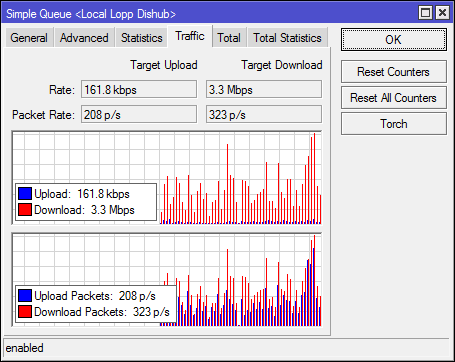 Simple Queue <Local Lopp Dishub>
General Advanced Statistics Traffic Total Total Statistics
Target Upload Target Download
Rate: 161.8 kbps 3.3 Mbps
Packet Rate: 208 p/s 323 p/s
Upload: 161.8 kbps
Download: 3.3 Mbps
Upload Packets: 208 p/s
Download Packets: 323 p/s
OK
Reset Counters
Reset All Counters
Torch
enabled